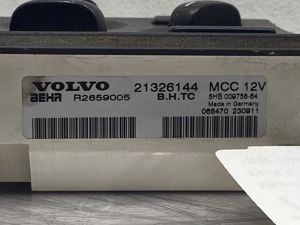 VOLVO 21326144 MCC 12V
BEHR R2659005 B.H.TC 5HB 009758-64
Made in Germany
065470 230911